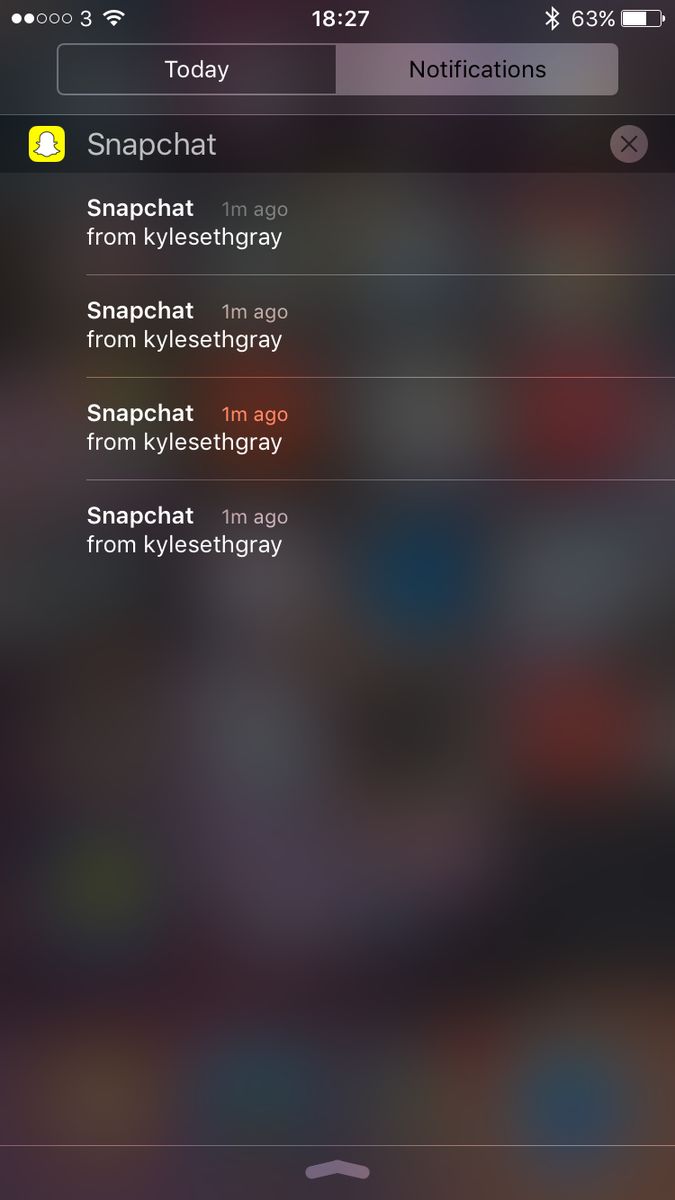 3 18:27 63%
Today Notifications
Snapchat
Snapchat 1m ago
from kylesethgray
Snapchat 1m ago
from kylesethgray
Snapchat 1m ago
from kylesethgray
Snapchat 1m ago
from kylesethgray